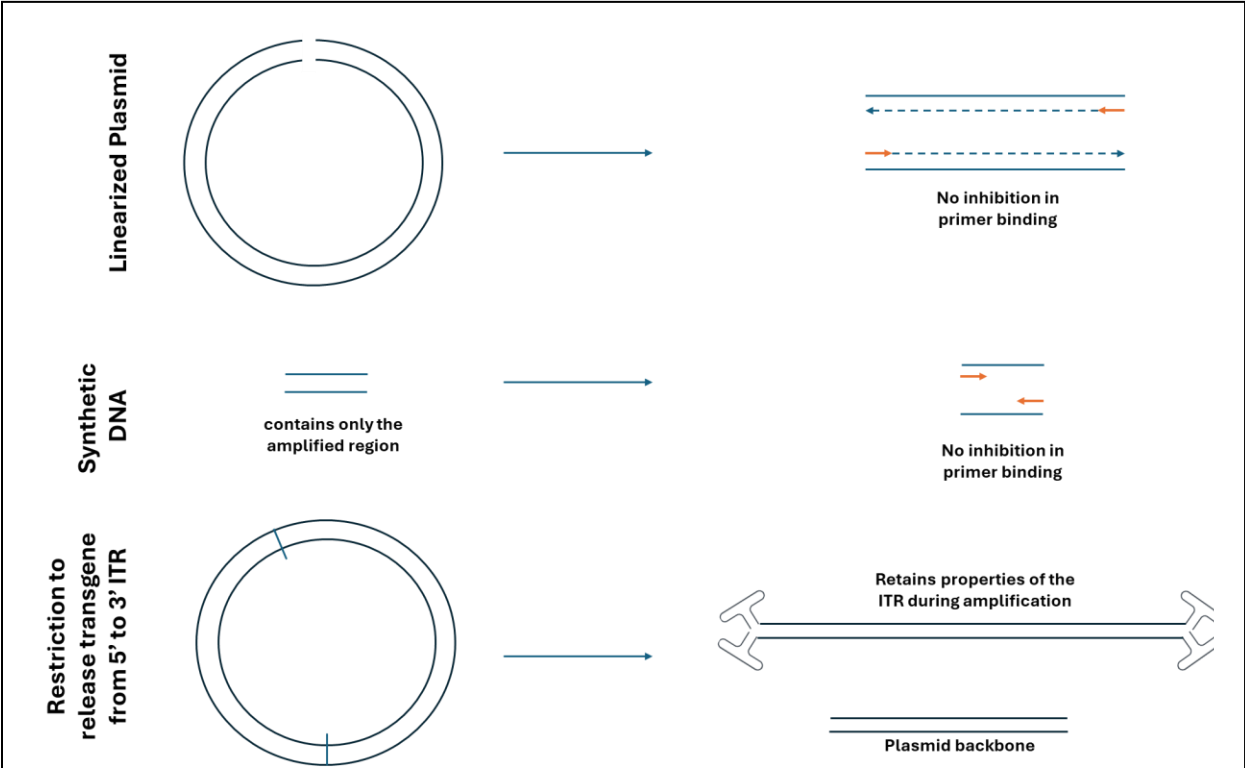 Linearized Plasmid
No inhibition in
primer binding
Synthetic
DNA
contains only the
amplified region
No inhibition in
primer binding
Restriction to
release transgene
from 5’ to 3’ ITR
Retains properties of the
ITR during amplification
Plasmid backbone